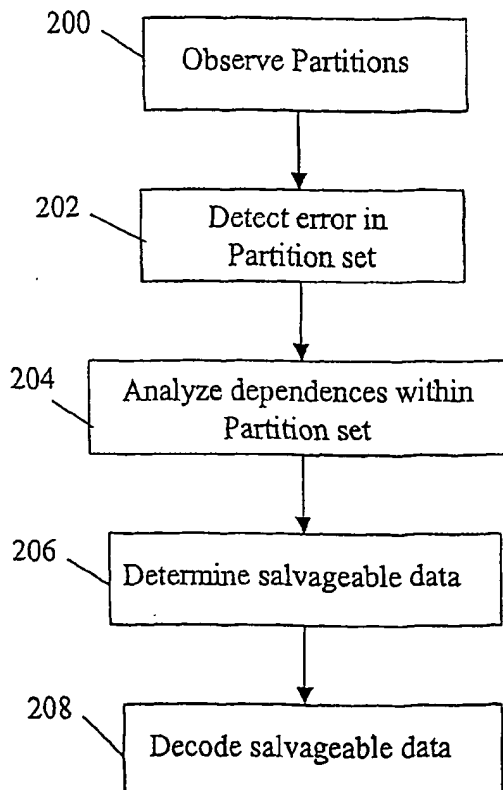 200
Observe Partitions
202
Detect error in
Partition set
204
Analyze dependences within
Partition set
206
Determine salvageable data
208
Decode salvageable data